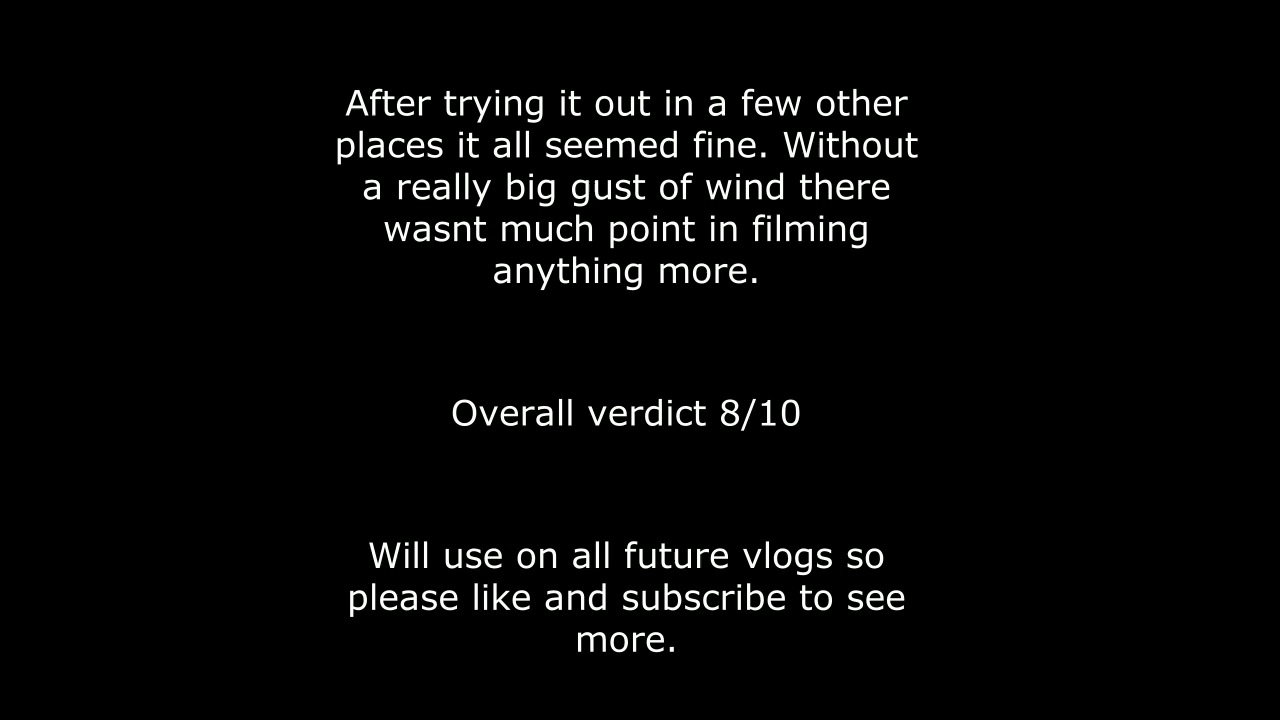 After trying it out in a few other
places it all seemed fine. Without
a really big gust of wind there
wasnt much point in filming
anything more.
Overall verdict 8/10
Will use on all future vlogs so
please like and subscribe to see
more.